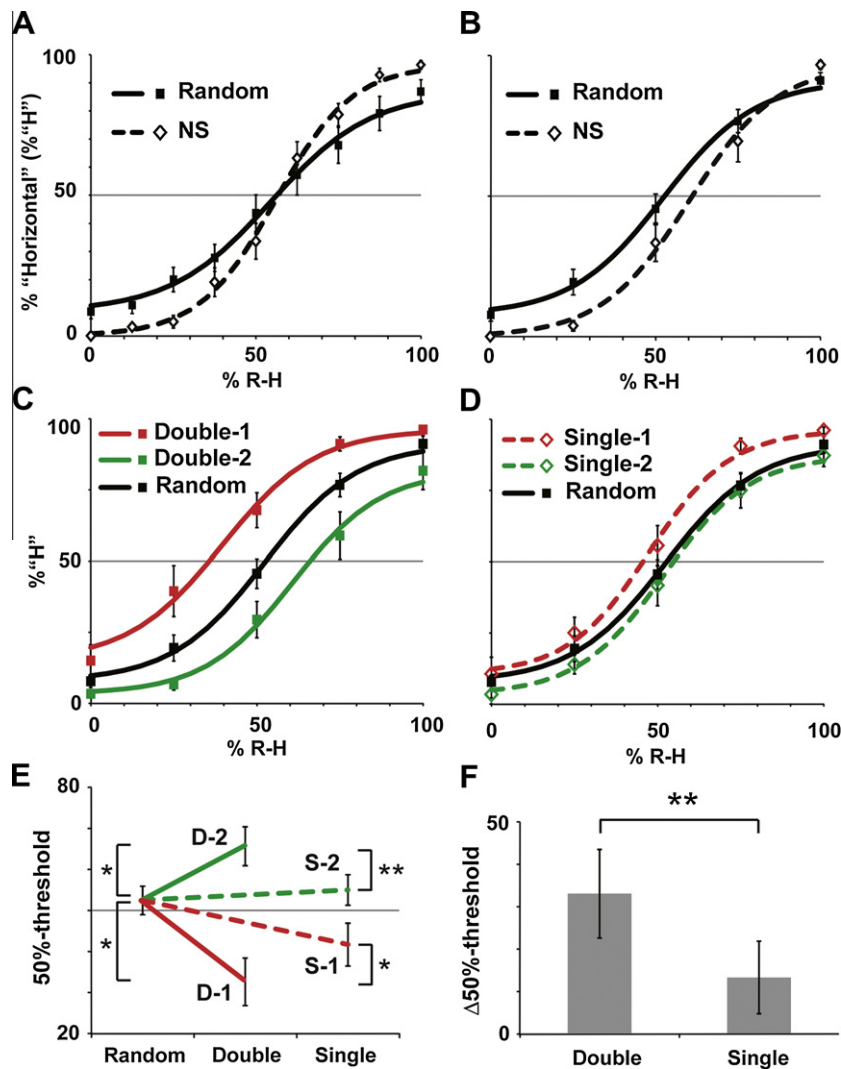 A
100
% “Horizontal” (%“H”)
Random
NS
50
0
0
50
100
% R-H
B
Random
NS
0
50
100
% R-H
C
100
%“H”
Double-1
Double-2
Random
50
0
0
50
100
% R-H
D
Single-1
Single-2
Random
0
50
100
% R-H
E
80
50%-threshold
D-2
S-2
*
**
*
S-1
*
D-1
20
Random Double Single
F
**
50
Δ50%-threshold
0
Double Single